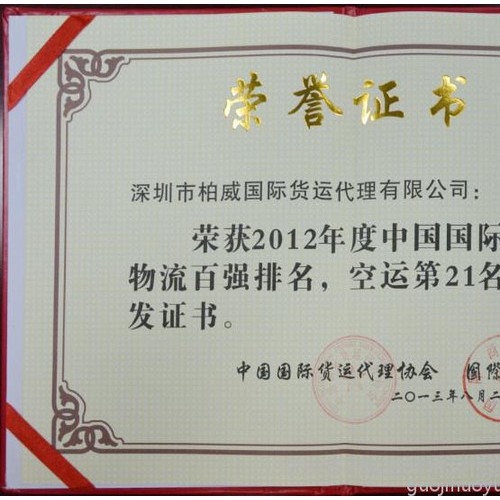 荣誉证书
深圳市柏威国际货运代理有限公司：
荣获2012年度中国国际
物流百强排名，空运第21名
发证书。
中国国际货运代理协会 国际
二〇一三年八月二